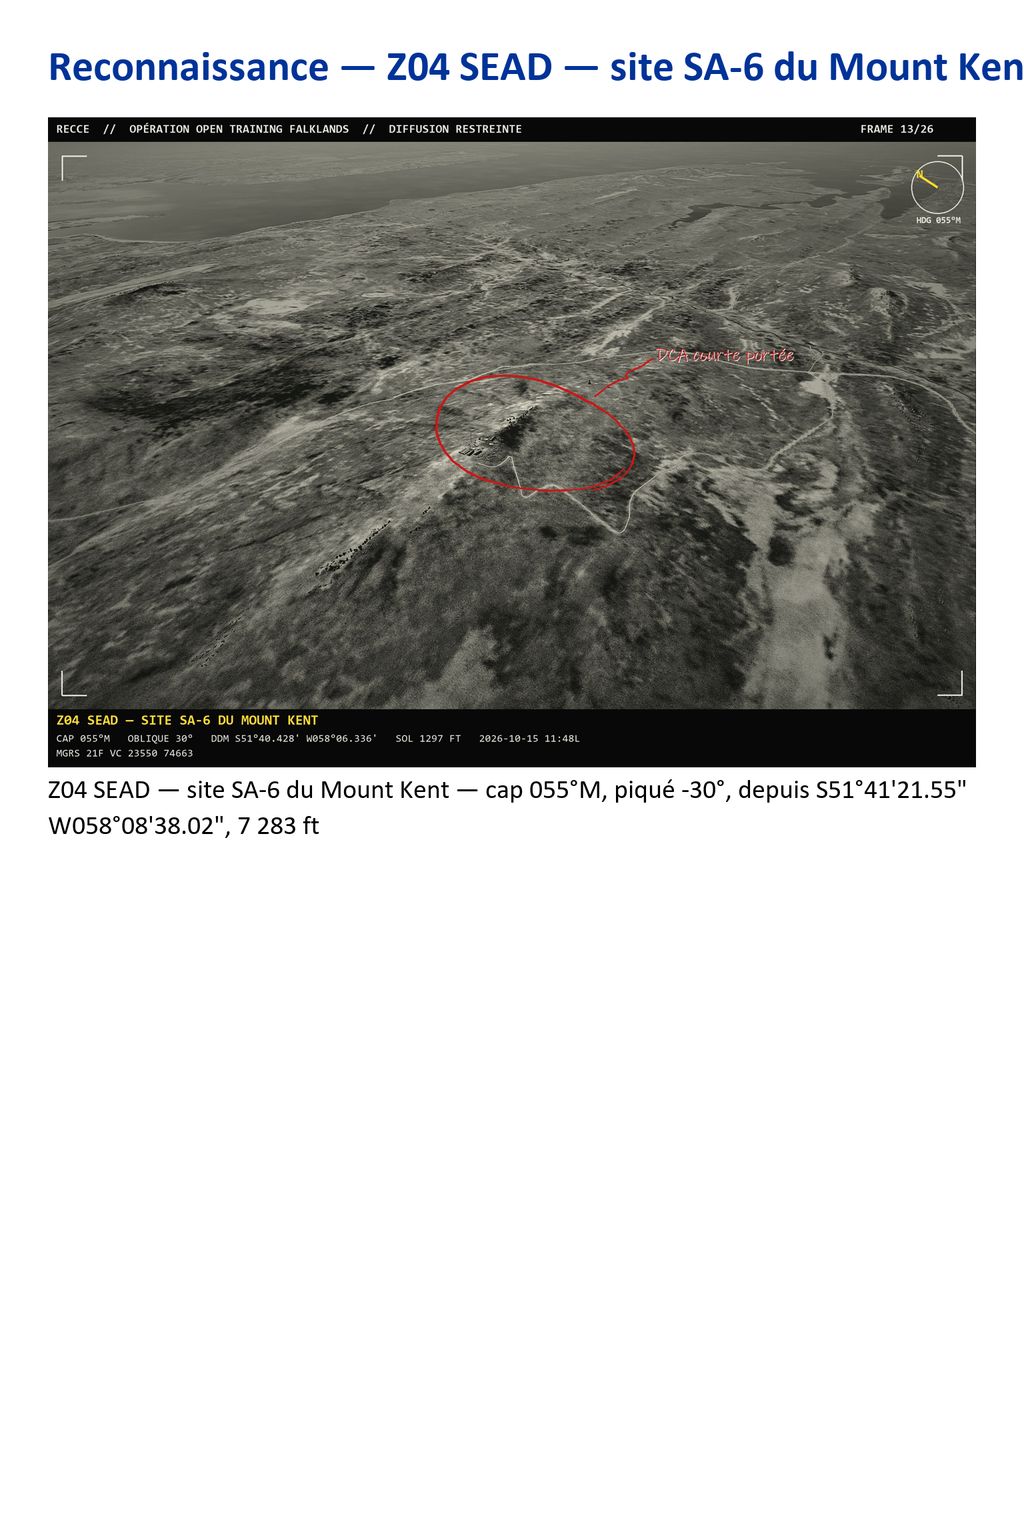 Reconnaissance — Z04 SEAD — site SA-6 du Mount Ken
RECCE // OPÉRATION OPEN TRAINING FALKLANDS // DIFFUSION RESTREINTE FRAME 13/26
N
HDG 055°M
DCA courte portée
Z04 SEAD — SITE SA-6 DU MOUNT KENT
CAP 055°M OBLIQUE 30° DDM S51°40.428' W058°06.336' SOL 1297 FT 2026-10-15 11:48L
MGRS 21F VC 23550 74663
Z04 SEAD — site SA-6 du Mount Kent — cap 055°M, piqué -30°, depuis S51°41'21.55"
W058°08'38.02", 7 283 ft